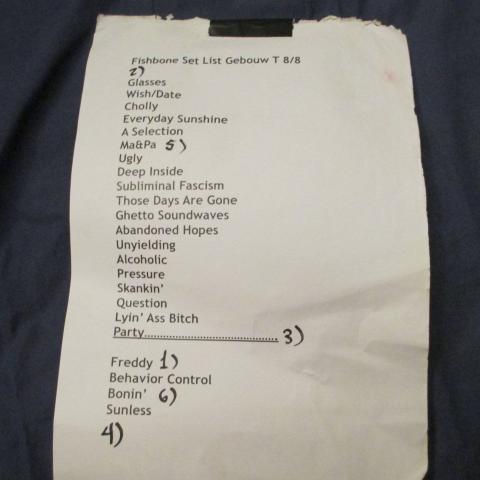 Fishbone Set List Gebouw T 8/8
2)
Glasses
Wish/Date
Cholly
Everyday Sunshine
A Selection
Ma&Pa 5)
Ugly
Deep Inside
Subliminal Fascism
Those Days Are Gone
Ghetto Soundwaves
Abandoned Hopes
Unyielding
Alcoholic
Pressure
Skankin'
Question
Lyin' Ass Bitch
Party........................................ 3)
Freddy 1)
Behavior Control
Bonin' 6)
Sunless
4)